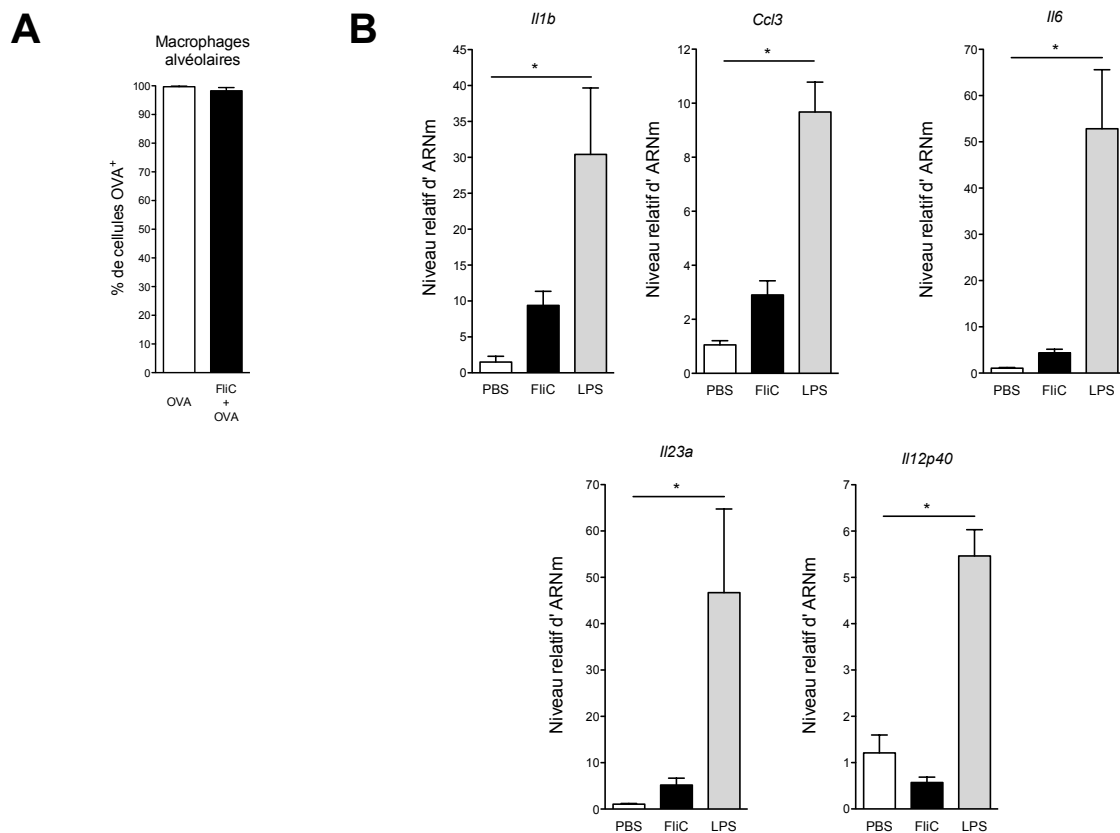 A
Macrophages
alvéolaires
% de cellules OVA+
100
90
80
70
60
50
40
30
20
10
0
OVA
FliC
+
OVA
B
Il1b
Niveau relatif d' ARNm
45
40
35
30
25
20
15
10
5
0
*
PBS FliC LPS
Ccl3
Niveau relatif d' ARNm
12
10
8
6
4
2
0
*
PBS FliC LPS
Il6
Niveau relatif d' ARNm
70
60
50
40
30
20
10
0
*
PBS FliC LPS
Il23a
Niveau relatif d' ARNm
70
60
50
40
30
20
10
0
*
PBS FliC LPS
Il12p40
Niveau relatif d' ARNm
7
6
5
4
3
2
1
0
*
PBS FliC LPS